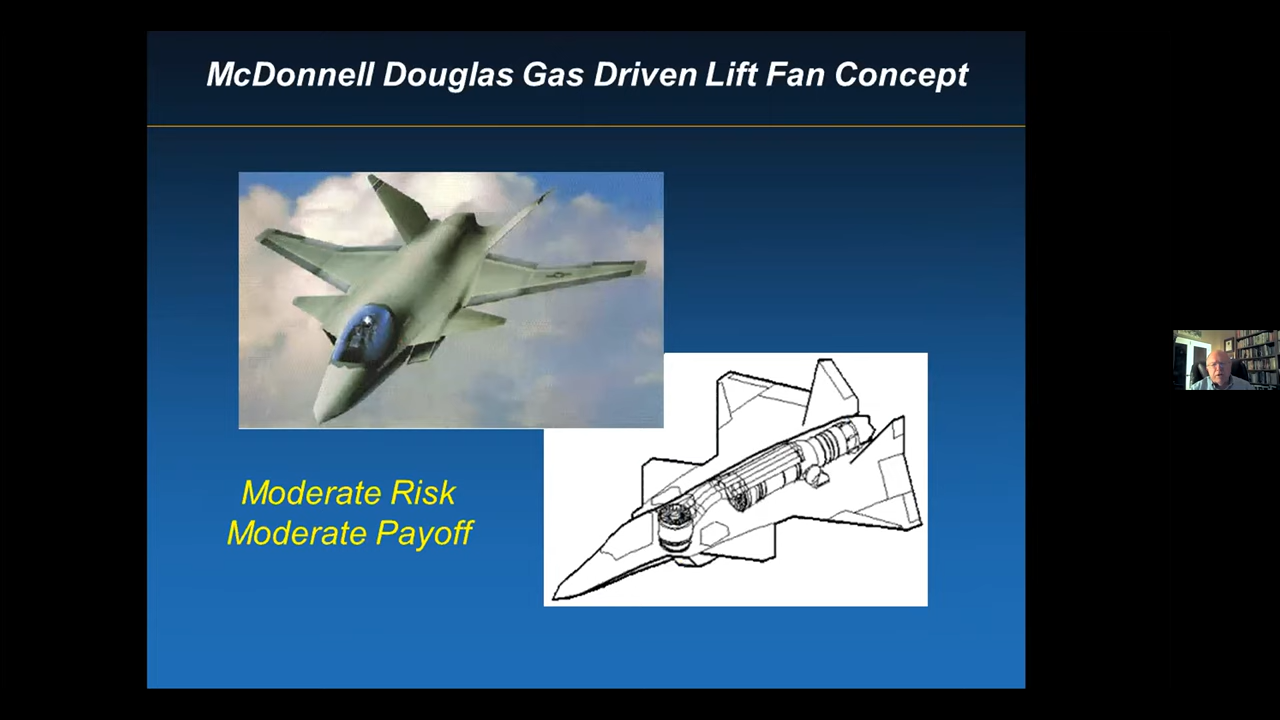 McDonnell Douglas Gas Driven Lift Fan Concept
Moderate Risk
Moderate Payoff